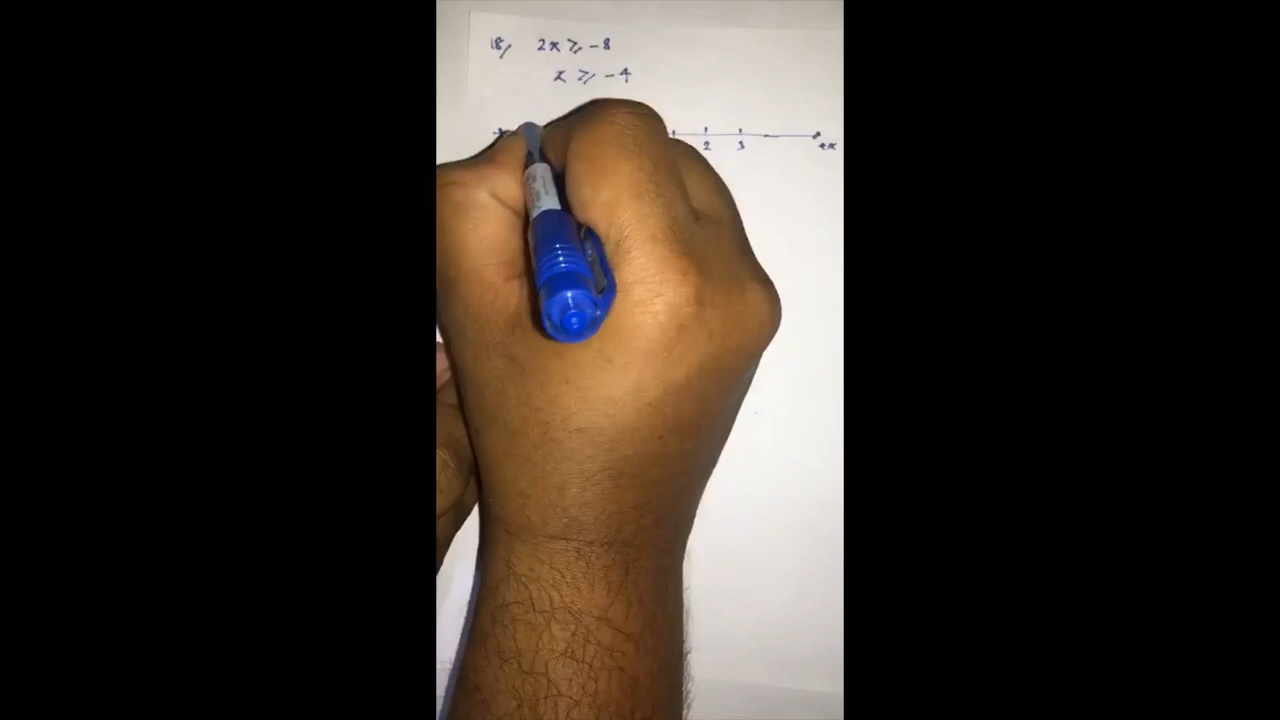 18, 2x ≥ -8
x ≥ -4
2 3